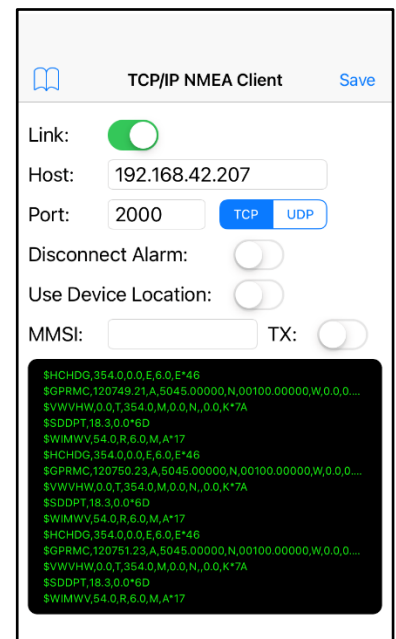 TCP/IP NMEA Client Save
Link:
Host: 192.168.42.207
Port: 2000 TCP UDP
Disconnect Alarm:
Use Device Location:
MMSI: TX:
$HCHDG,354.0,0.0,E,6.0,E*46
$GPRMC,120749.21,A,5045.00000,N,00100.00000,W,0.0,0....
$VWVHW,0.0,T,354.0,M,0.0,N,,0.0,K*7A
$SDDPT,18.3,0.0*6D
$WIMWV,54.0,R,6.0,M,A*17
$HCHDG,354.0,0.0,E,6.0,E*46
$GPRMC,120750.23,A,5045.00000,N,00100.00000,W,0.0,0....
$VWVHW,0.0,T,354.0,M,0.0,N,,0.0,K*7A
$SDDPT,18.3,0.0*6D
$WIMWV,54.0,R,6.0,M,A*17
$HCHDG,354.0,0.0,E,6.0,E*46
$GPRMC,120751.23,A,5045.00000,N,00100.00000,W,0.0,0....
$VWVHW,0.0,T,354.0,M,0.0,N,,0.0,K*7A
$SDDPT,18.3,0.0*6D
$WIMWV,54.0,R,6.0,M,A*17